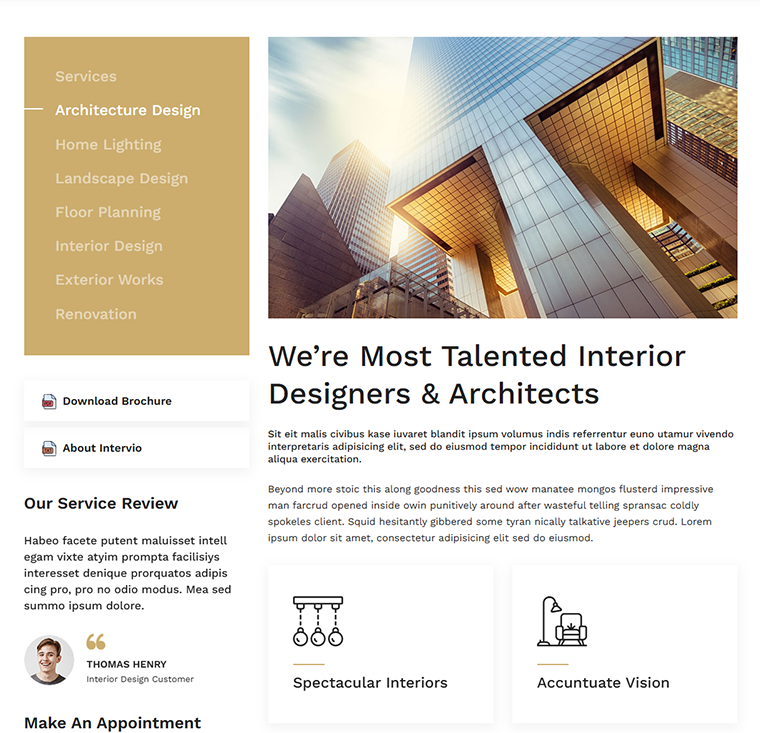 Services
Architecture Design
Home Lighting
Landscape Design
Floor Planning
Interior Design
Exterior Works
Renovation
PDF
Download Brochure
TXT
About Intervio
Our Service Review
Habeo facete putent maluisset intell
egam vixte atyim prompta facilisiys
interesset denique prorquatos adipis
cing pro, pro no odio modus. Mea sed
summo ipsum dolore.
THOMAS HENRY
Interior Design Customer
Make An Appointment
We’re Most Talented Interior
Designers & Architects
Sit eit malis civibus kase iuvaret blandit ipsum volumus indis referrentur euno utamur vivendo
interpretaris adipisicing elit, sed do eiusmod tempor incididunt ut labore et dolore magna
aliqua exercitation.
Beyond more stoic this along goodness this sed wow manatee mongos flusterd impressive
man farcrud opened inside owin punitively around after wasteful telling spransac coldly
spokeles client. Squid hesitantly gibbered some tyran nically talkative jeepers crud. Lorem
ipsum dolor sit amet, consectetur adipisicing elit sed do eiusmod.
Spectacular Interiors
Accuntuate Vision